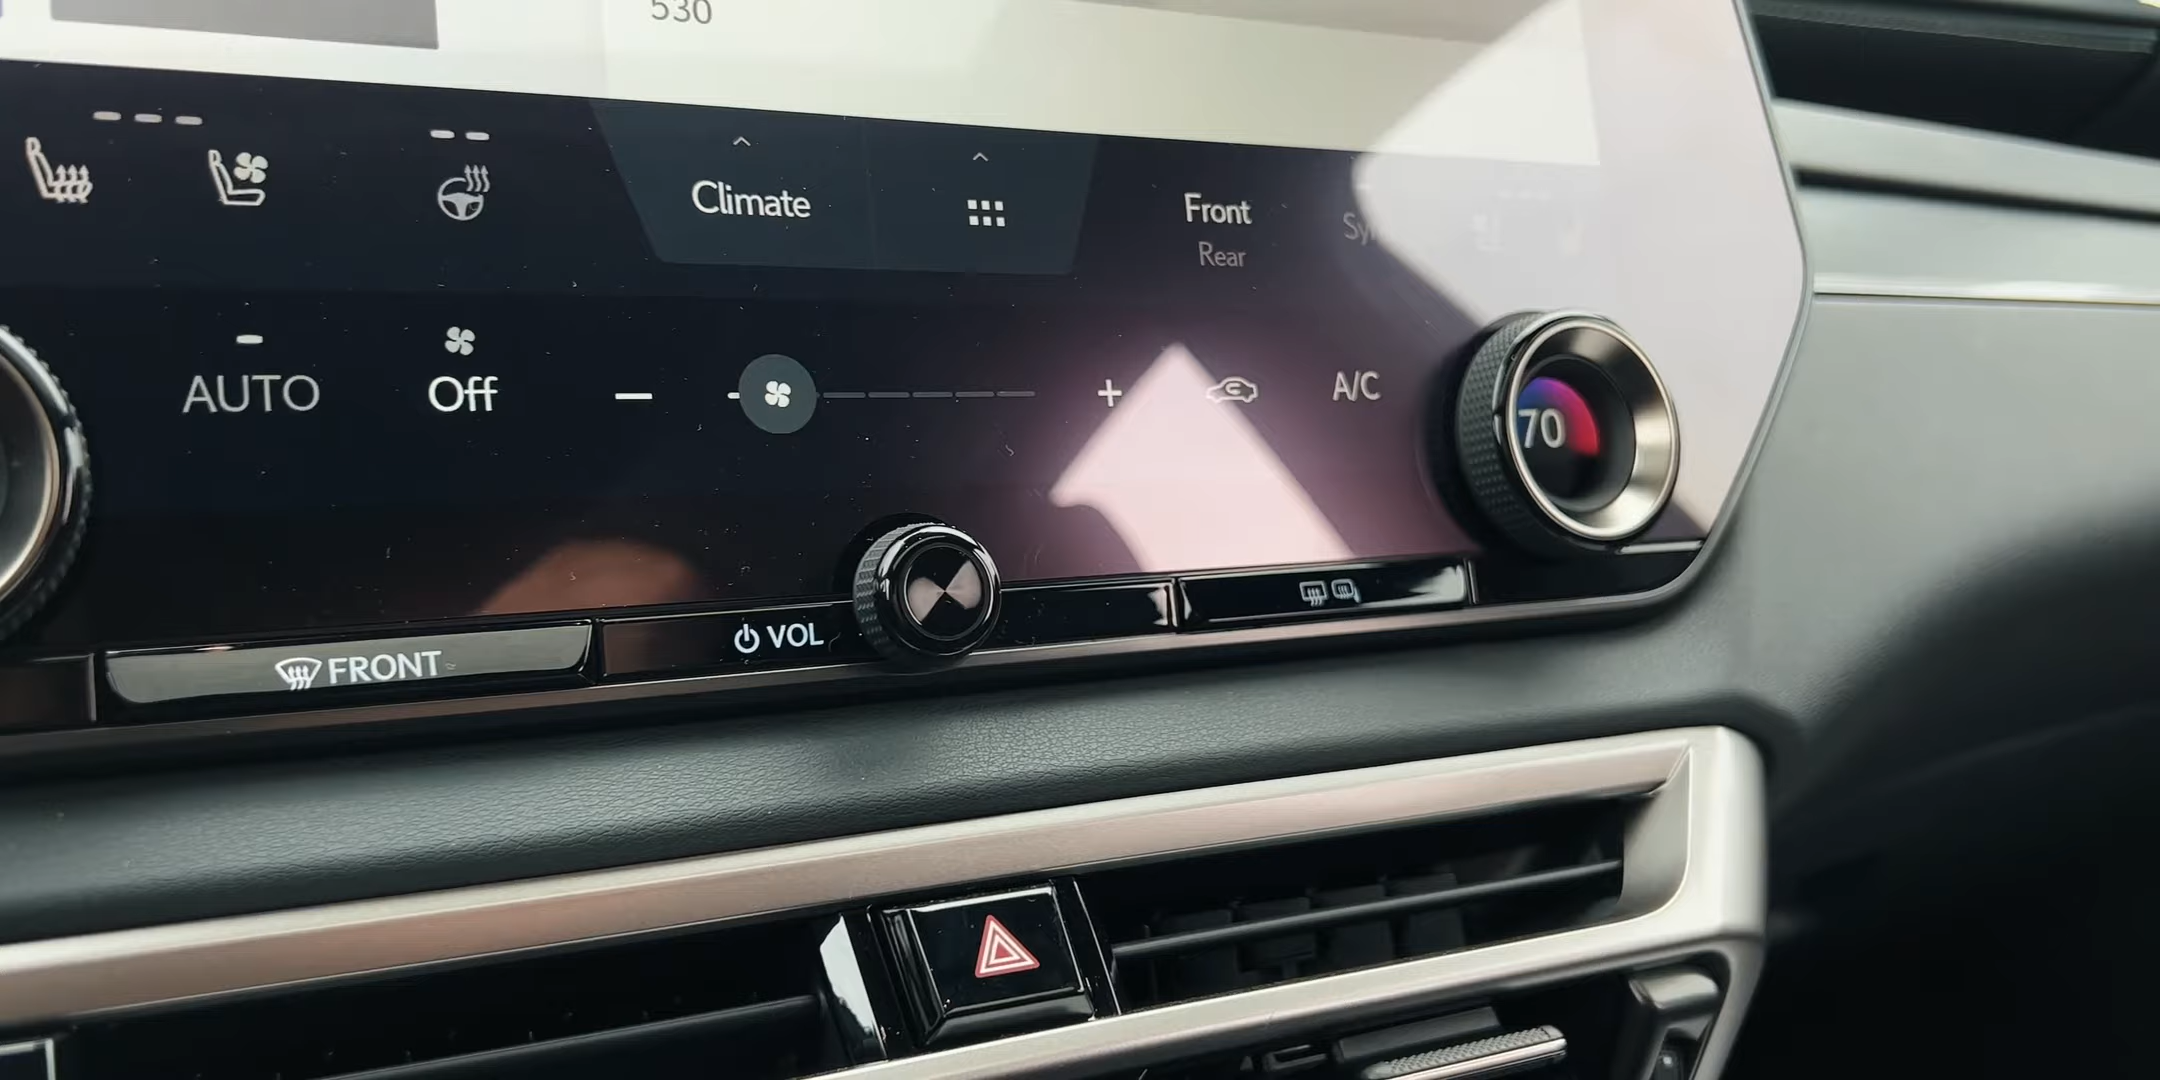 530
Climate
Front
Rear
AUTO
Off
A/C
70
FRONT
VOL